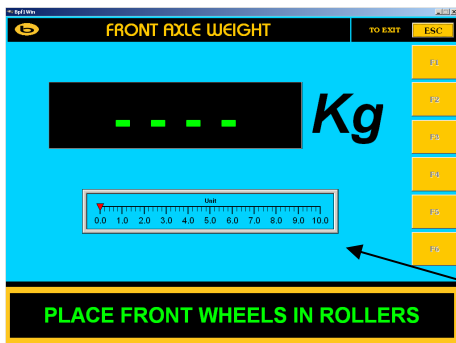 Bpf1Win
b FRONT AXLE WEIGHT TO EXIT ESC
F1
F2
- - - - Kg
F3
F4
Unit
0.0 1.0 2.0 3.0 4.0 5.0 6.0 7.0 8.0 9.0 10.0
F5
F6
PLACE FRONT WHEELS IN ROLLERS